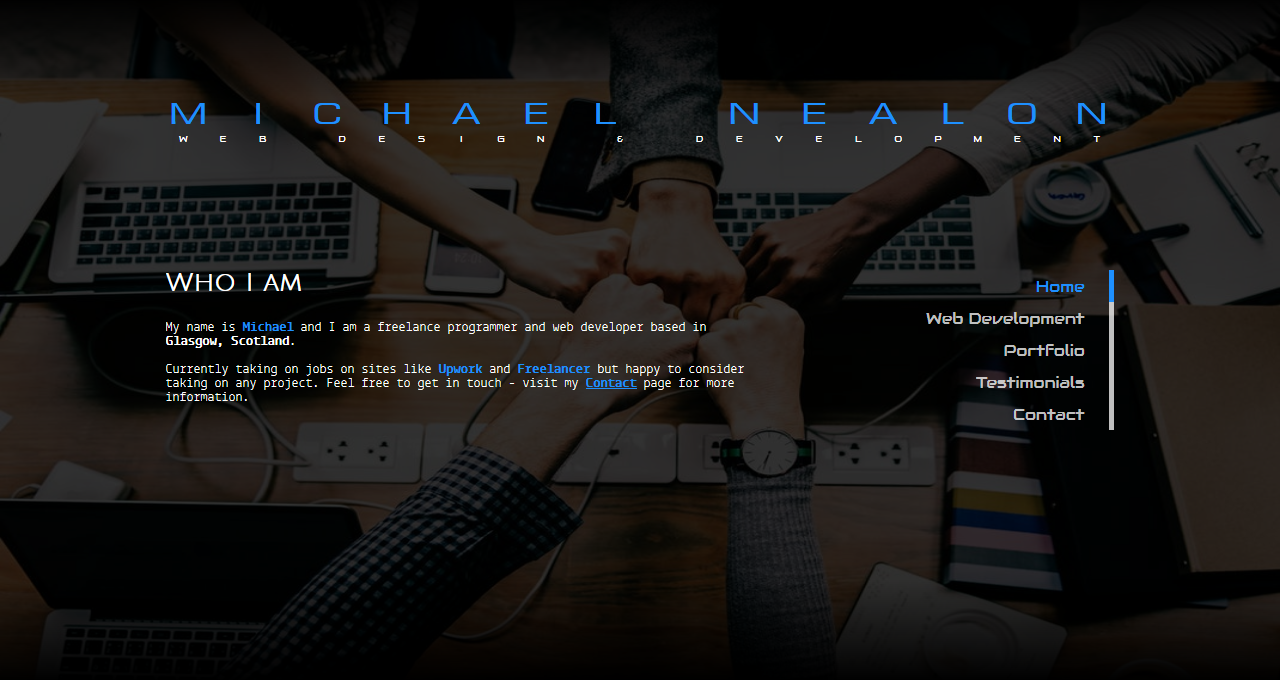 MICHAEL NEALON
WEB DESIGN & DEVELOPMENT
WHO I AM
My name is Michael and I am a freelance programmer and web developer based in
Glasgow, Scotland.
Currently taking on jobs on sites like Upwork and Freelancer but happy to consider
taking on any project. Feel free to get in touch - visit my Contact page for more
information.
Home
Web Development
Portfolio
Testimonials
Contact